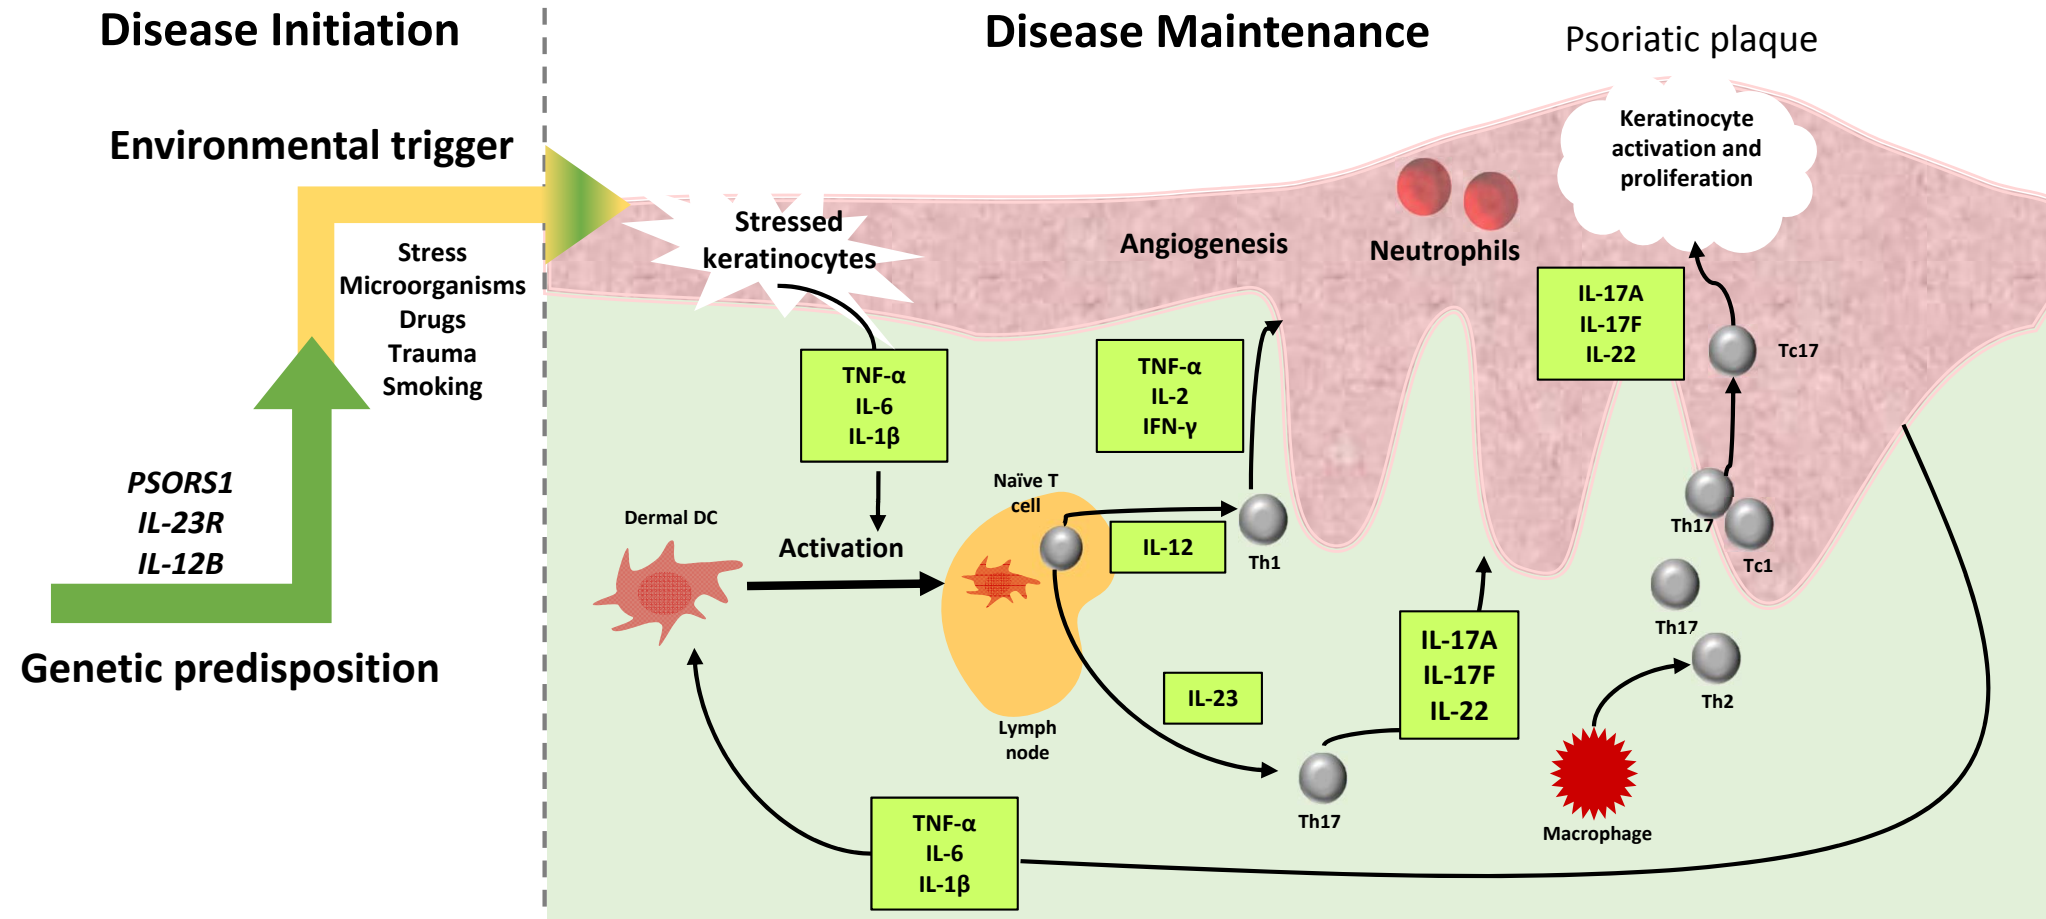 Disease Initiation
Environmental trigger
Stress
Microorganisms
Drugs
Trauma
Smoking
PSORS1
IL-23R
IL-12B
Genetic predisposition
Disease Maintenance
Psoriatic plaque
Stressed
keratinocytes
TNF-α
IL-6
IL-1β
Dermal DC
Activation
Naïve T
cell
Lymph
node
IL-12
IL-23
Angiogenesis
TNF-α
IL-2
IFN-γ
Th1
Th17
IL-17A
IL-17F
IL-22
Neutrophils
Keratinocyte
activation and
proliferation
IL-17A
IL-17F
IL-22
Tc17
Th17
Tc1
Th17
Th2
Macrophage
TNF-α
IL-6
IL-1β